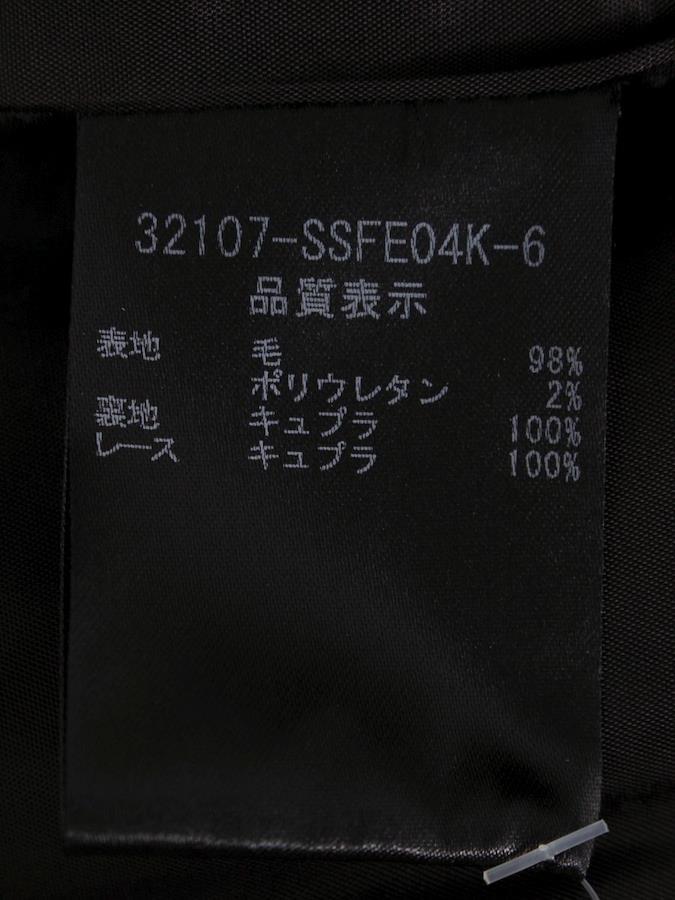 32107-SSFE04K-6
品質表示
表地 毛 98%
ポリウレタン 2%
裏地 キュプラ 100%
レース キュプラ 100%